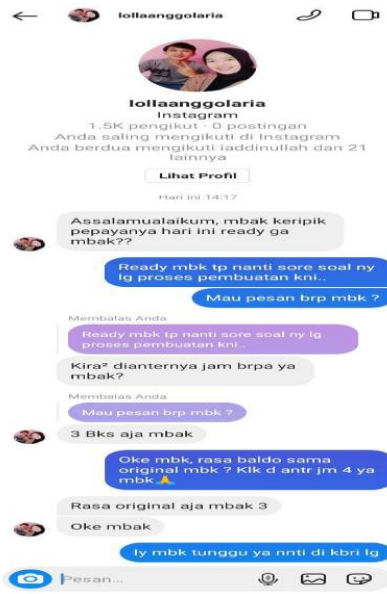 lollaanggolaria
lollaanggolaria
Instagram
1.5K pengikut · 0 postingan
Anda saling mengikuti di Instagram
Anda berdua mengikuti iaddinullah dan 21
lainnya
Lihat Profil
Hari ini 14:17
Assalamualaikum, mbak keripik
pepayanya hari ini ready ga
mbak??
Ready mbk tp nanti sore soal ny
lg proses pembuatan kni..
Mau pesan brp mbk ?
Membalas Anda
Ready mbk tp nanti sore soal ny lg
proses pembuatan kni..
Kira² dianternya jam brpa ya
mbak?
Membalas Anda
Mau pesan brp mbk ?
3 Bks aja mbak
Oke mbk, rasa baldo sama
original mbk ? Klk d antr jm 4 ya
mbk🙏
Rasa original aja mbak 3
Oke mbak
Iy mbk tunggu ya nnti di kbri lg
Pesan...